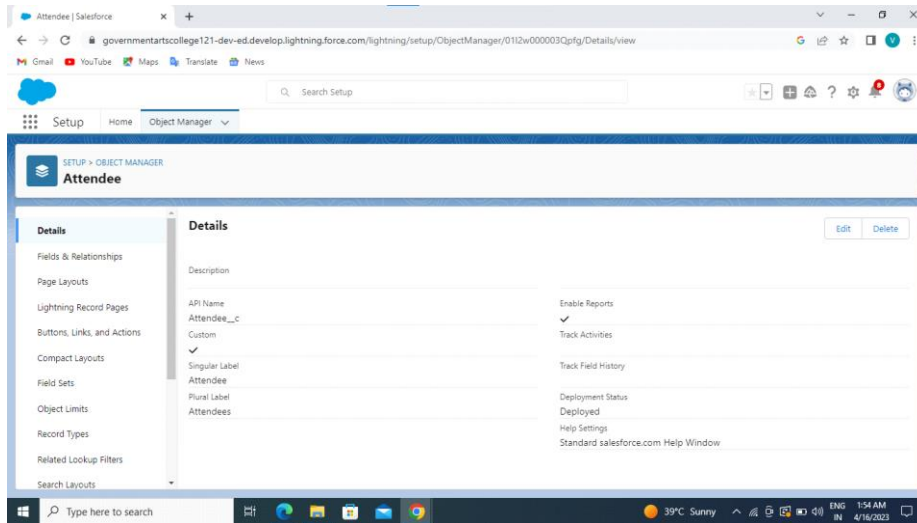 Attendee | Salesforce
governmentartscollege121-dev-ed.develop.lightning.force.com/lightning/setup/ObjectManager/01I2w000003Qpfg/Details/view
G
V
M Gmail YouTube Maps Translate News
Search Setup
8
Setup Home Object Manager
SETUP > OBJECT MANAGER
Attendee
Details
Fields & Relationships
Page Layouts
Lightning Record Pages
Buttons, Links, and Actions
Compact Layouts
Field Sets
Object Limits
Record Types
Related Lookup Filters
Search Layouts
Details
Edit Delete
Description
API Name
Attendee__c
Custom
Singular Label
Attendee
Plural Label
Attendees
Enable Reports
Track Activities
Track Field History
Deployment Status
Deployed
Help Settings
Standard salesforce.com Help Window
Type here to search
39°C Sunny
ENG
IN
1:54 AM
4/16/2023